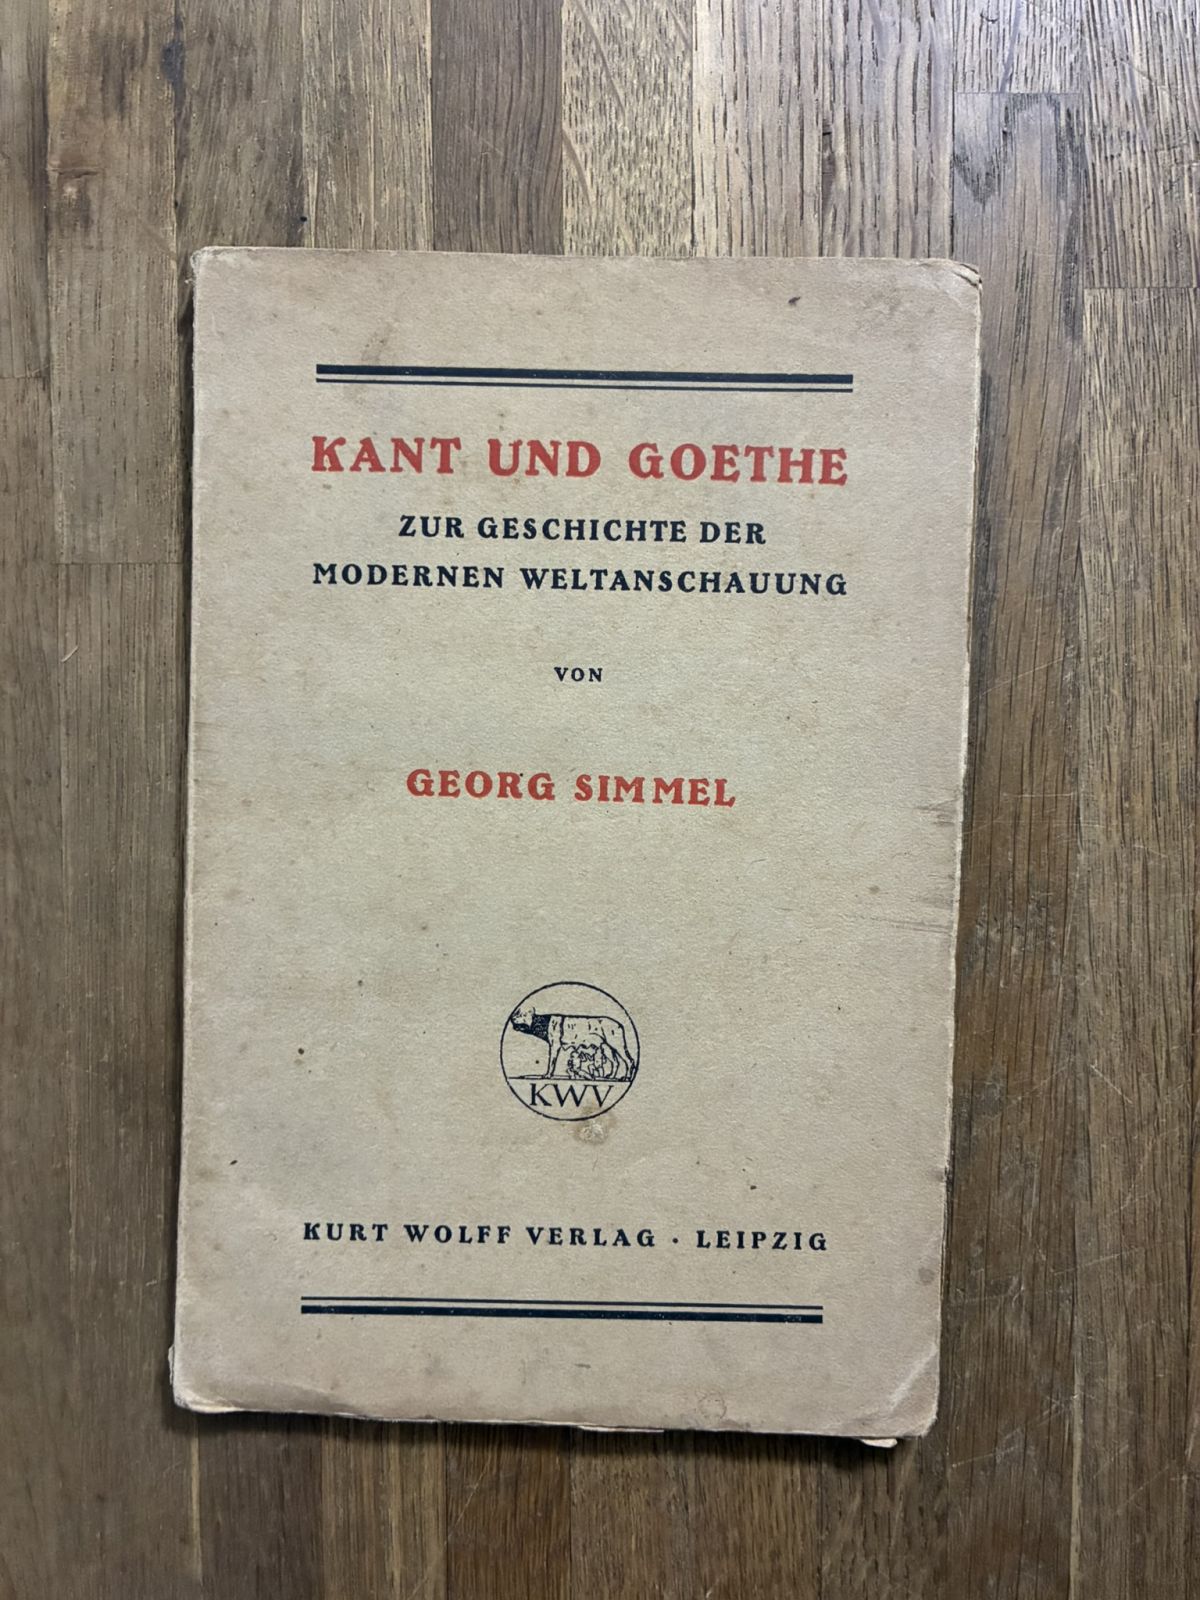 KANT UND GOETHE
ZUR GESCHICHTE DER
MODERNEN WELTANSCHAUUNG
VON
GEORG SIMMEL
KWV
KURT WOLFF VERLAG · LEIPZIG